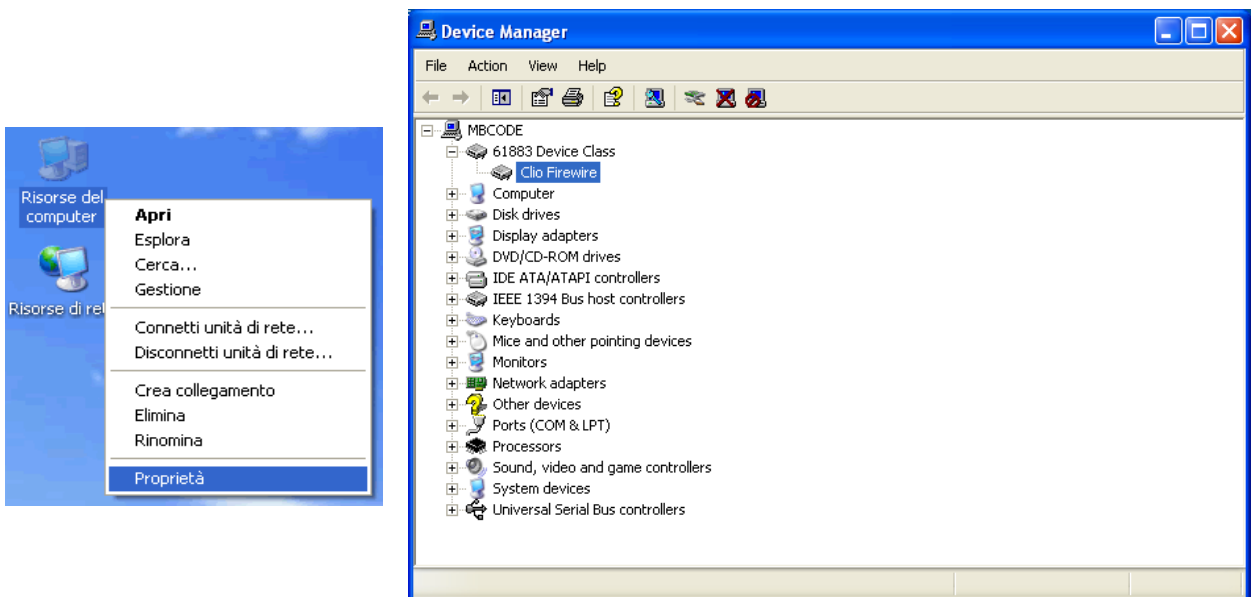 Risorse del
computer
Risorse di ret
Apri
Esplora
Cerca...
Gestione
Connetti unità di rete...
Disconnetti unità di rete...
Crea collegamento
Elimina
Rinomina
Proprietà
Device Manager
File Action View Help
MBCODE
61883 Device Class
Clio Firewire
Computer
Disk drives
Display adapters
DVD/CD-ROM drives
IDE ATA/ATAPI controllers
IEEE 1394 Bus host controllers
Keyboards
Mice and other pointing devices
Monitors
Network adapters
Other devices
Ports (COM & LPT)
Processors
Sound, video and game controllers
System devices
Universal Serial Bus controllers